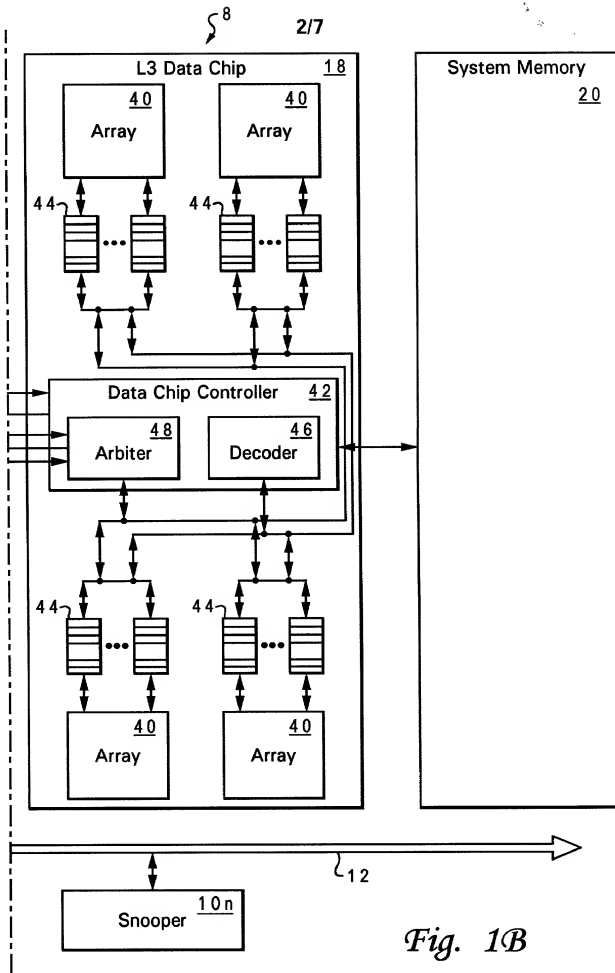 8
2/7
L3 Data Chip 18
System Memory
20
40
Array
40
Array
44
44
Data Chip Controller 42
48
Arbiter
46
Decoder
44
44
40
Array
40
Array
12
10n
Snooper
Fig. 1B